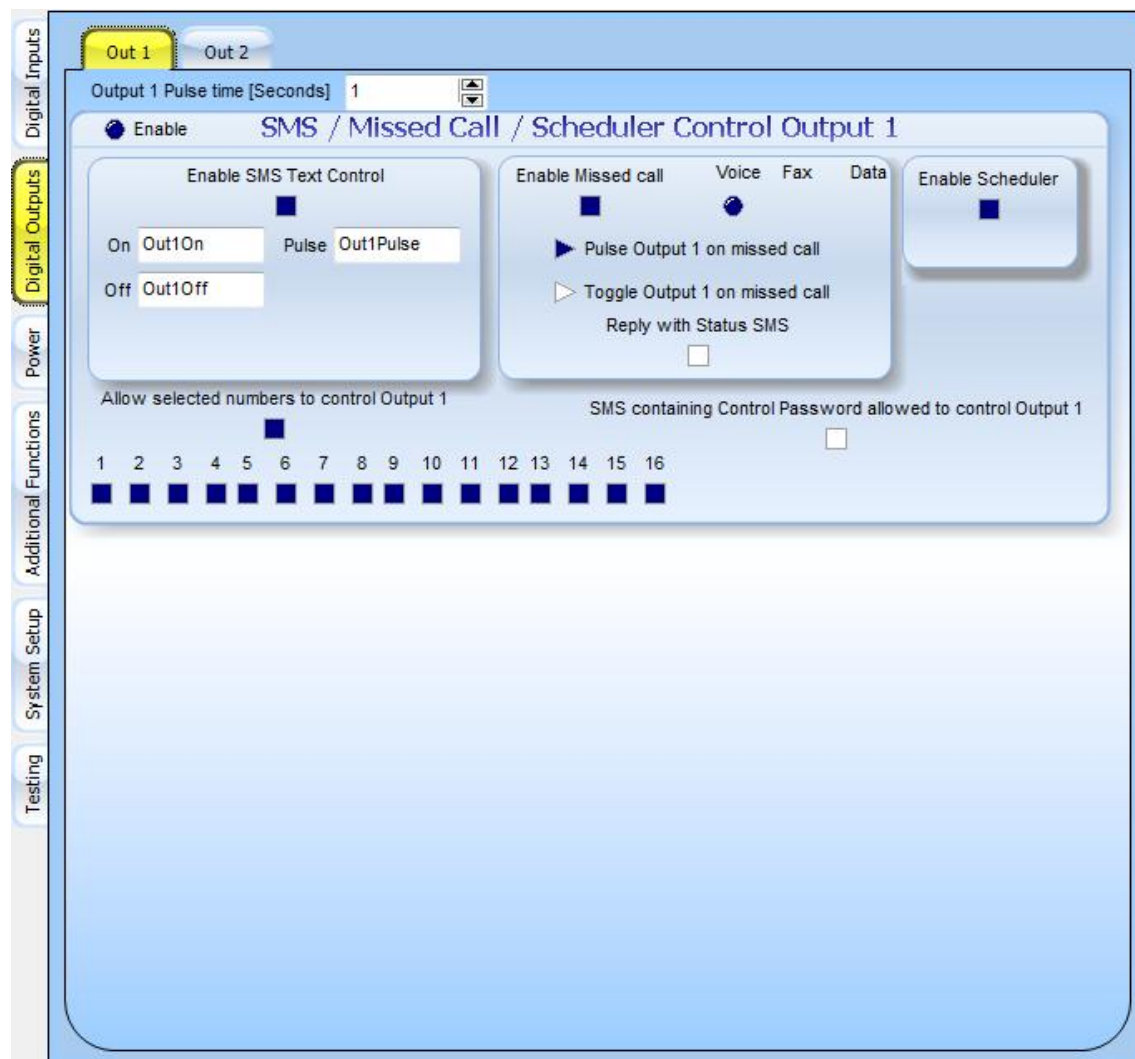 Digital Inputs
Digital Outputs
Power
Additional Functions
System Setup
Testing
Out 1
Out 2
Output 1 Pulse time [Seconds] 1
Enable
SMS / Missed Call / Scheduler Control Output 1
Enable SMS Text Control
On Out1On
Pulse Out1Pulse
Off Out1Off
Enable Missed call
Voice Fax Data
Pulse Output 1 on missed call
Toggle Output 1 on missed call
Reply with Status SMS
Enable Scheduler
Allow selected numbers to control Output 1
1 2 3 4 5 6 7 8 9 10 11 12 13 14 15 16
SMS containing Control Password allowed to control Output 1